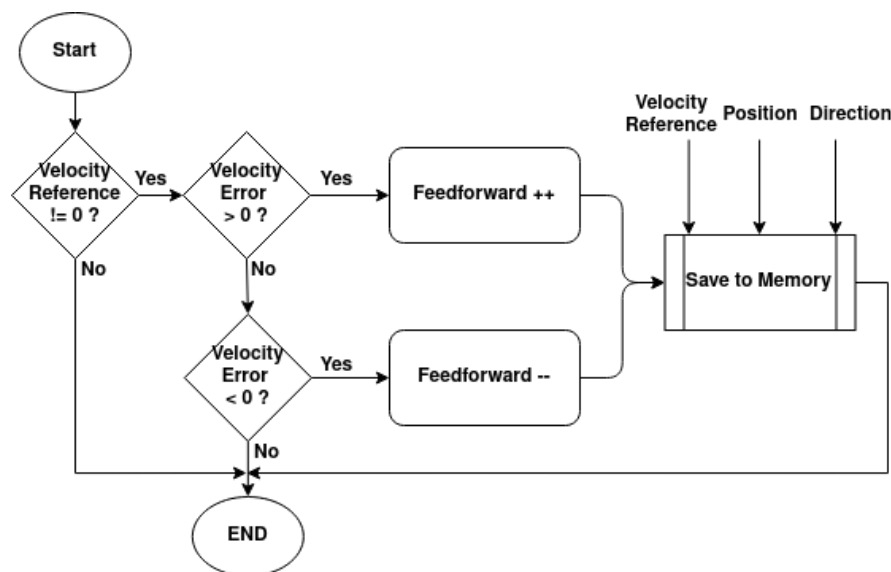 Start
Velocity
Reference
!= 0 ?
Yes
Velocity
Error
> 0 ?
Yes
Feedforward ++
Velocity
Reference
Position
Direction
Save to Memory
No
No
Velocity
Error
< 0 ?
Yes
Feedforward --
No
END